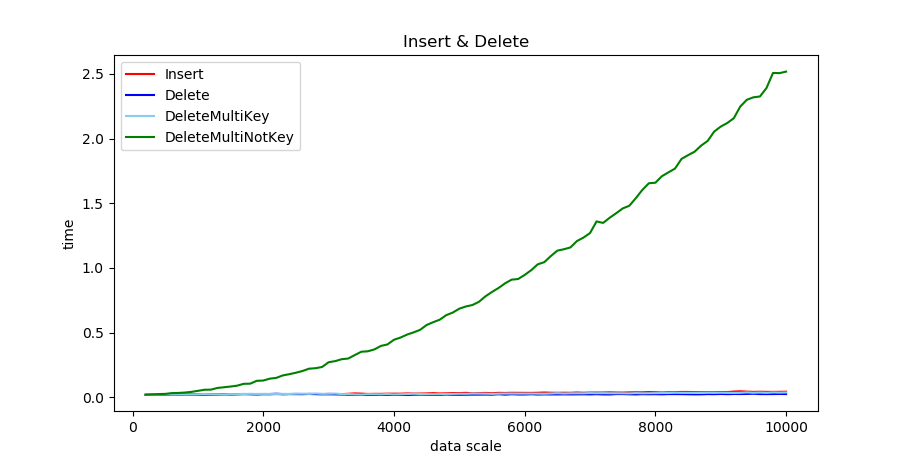 Insert & Delete
Insert
Delete
DeleteMultiKey
DeleteMultiNotKey
2.5
2.0
1.5
1.0
0.5
0.0
time
0 2000 4000 6000 8000 10000
data scale